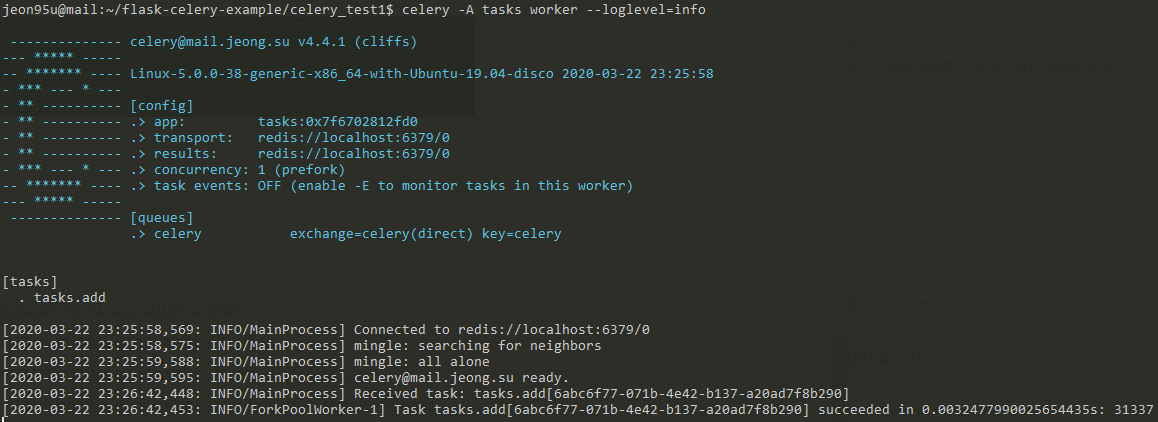 jeon95u@mail:~/flask-celery-example/celery_test1$ celery -A tasks worker --loglevel=info
-------------- celery@mail.jeong.su v4.4.1 (cliffs)
--- ***** -----
-- ******* ---- Linux-5.0.0-38-generic-x86_64-with-Ubuntu-19.04-disco 2020-03-22 23:25:58
- *** --- * ---
- ** ---------- [config]
- ** ---------- .> app:         tasks:0x7f6702812fd0
- ** ---------- .> transport:   redis://localhost:6379/0
- ** ---------- .> results:     redis://localhost:6379/0
- *** --- * --- .> concurrency: 1 (prefork)
-- ******* ---- .> task events: OFF (enable -E to monitor tasks in this worker)
--- ***** -----
-------------- [queues]
.> celery           exchange=celery(direct) key=celery
[tasks]
. tasks.add
[2020-03-22 23:25:58,569: INFO/MainProcess] Connected to redis://localhost:6379/0
[2020-03-22 23:25:58,575: INFO/MainProcess] mingle: searching for neighbors
[2020-03-22 23:25:59,588: INFO/MainProcess] mingle: all alone
[2020-03-22 23:25:59,595: INFO/MainProcess] celery@mail.jeong.su ready.
[2020-03-22 23:26:42,448: INFO/MainProcess] Received task: tasks.add[6abc6f77-071b-4e42-b137-a20ad7f8b290]
[2020-03-22 23:26:42,453: INFO/ForkPoolWorker-1] Task tasks.add[6abc6f77-071b-4e42-b137-a20ad7f8b290] succeeded in 0.0032477990025654435s: 31337